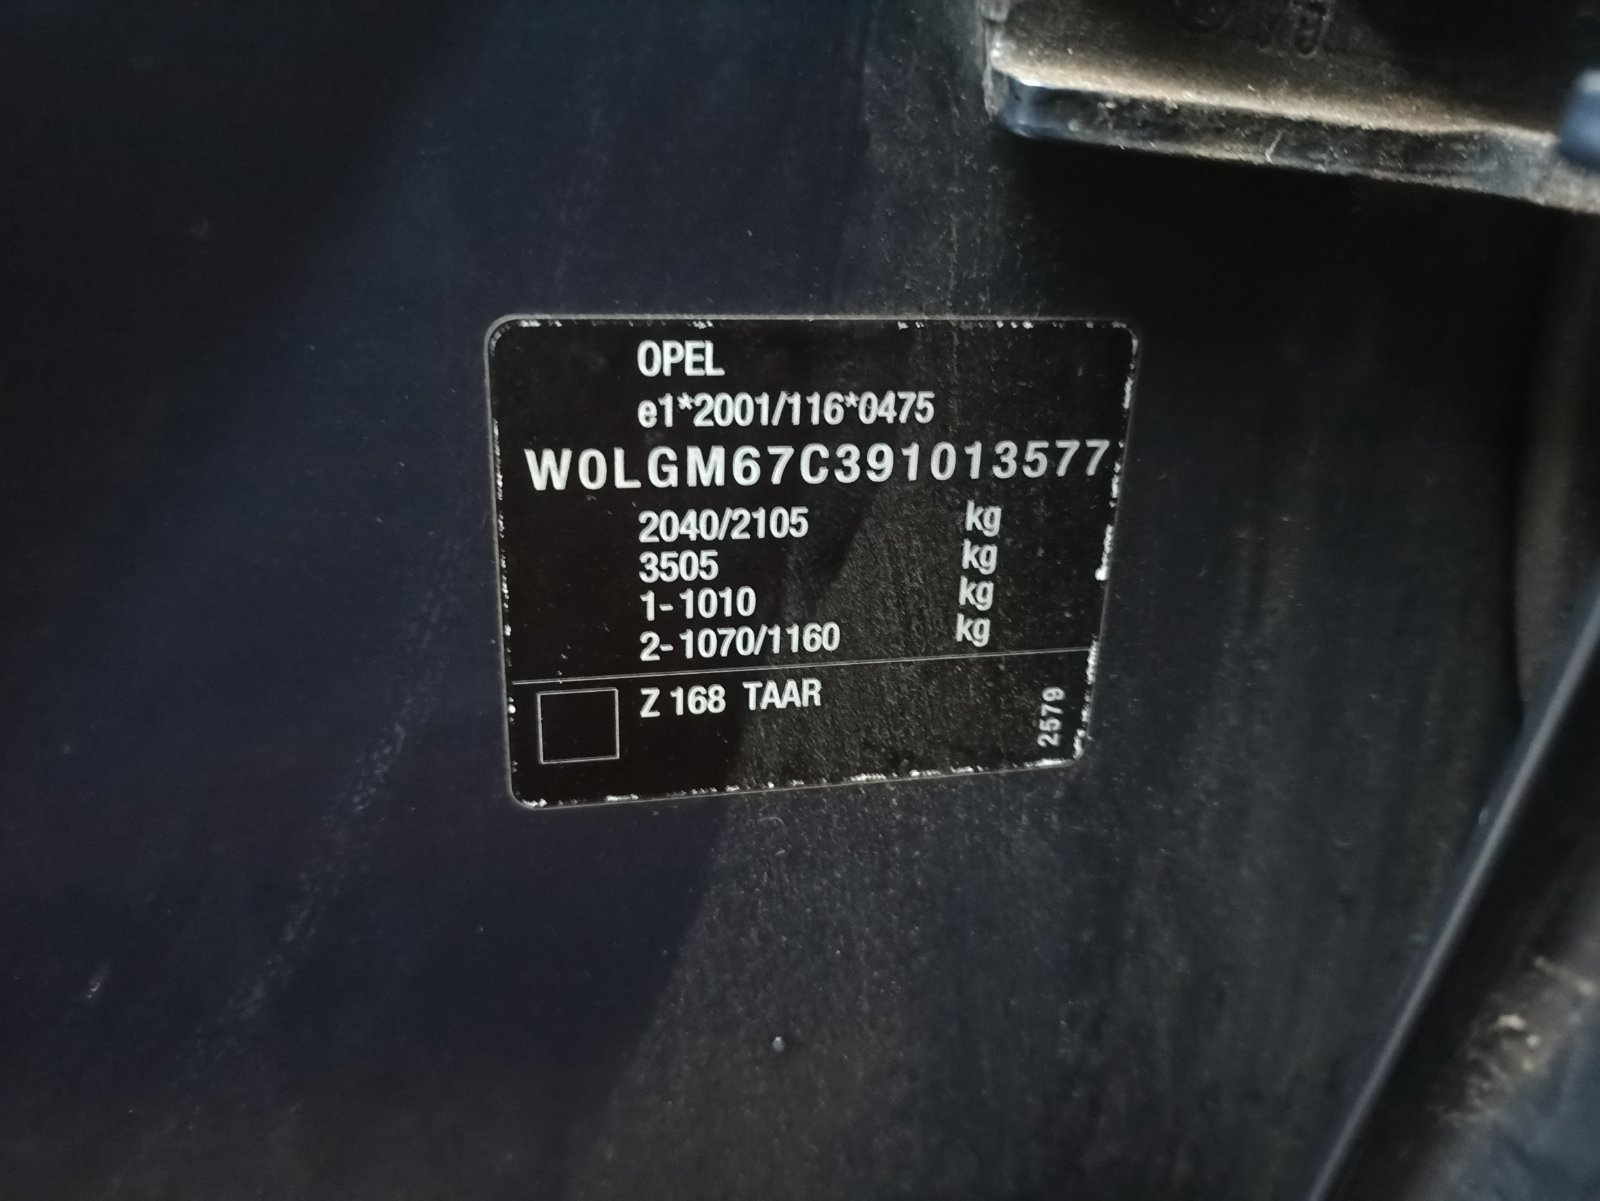 OPEL
e1*2001/116*0475
W0LGM67C391013577
2040/2105 kg
3505 kg
1-1010 kg
2-1070/1160 kg
Z 168 TAAR
2579